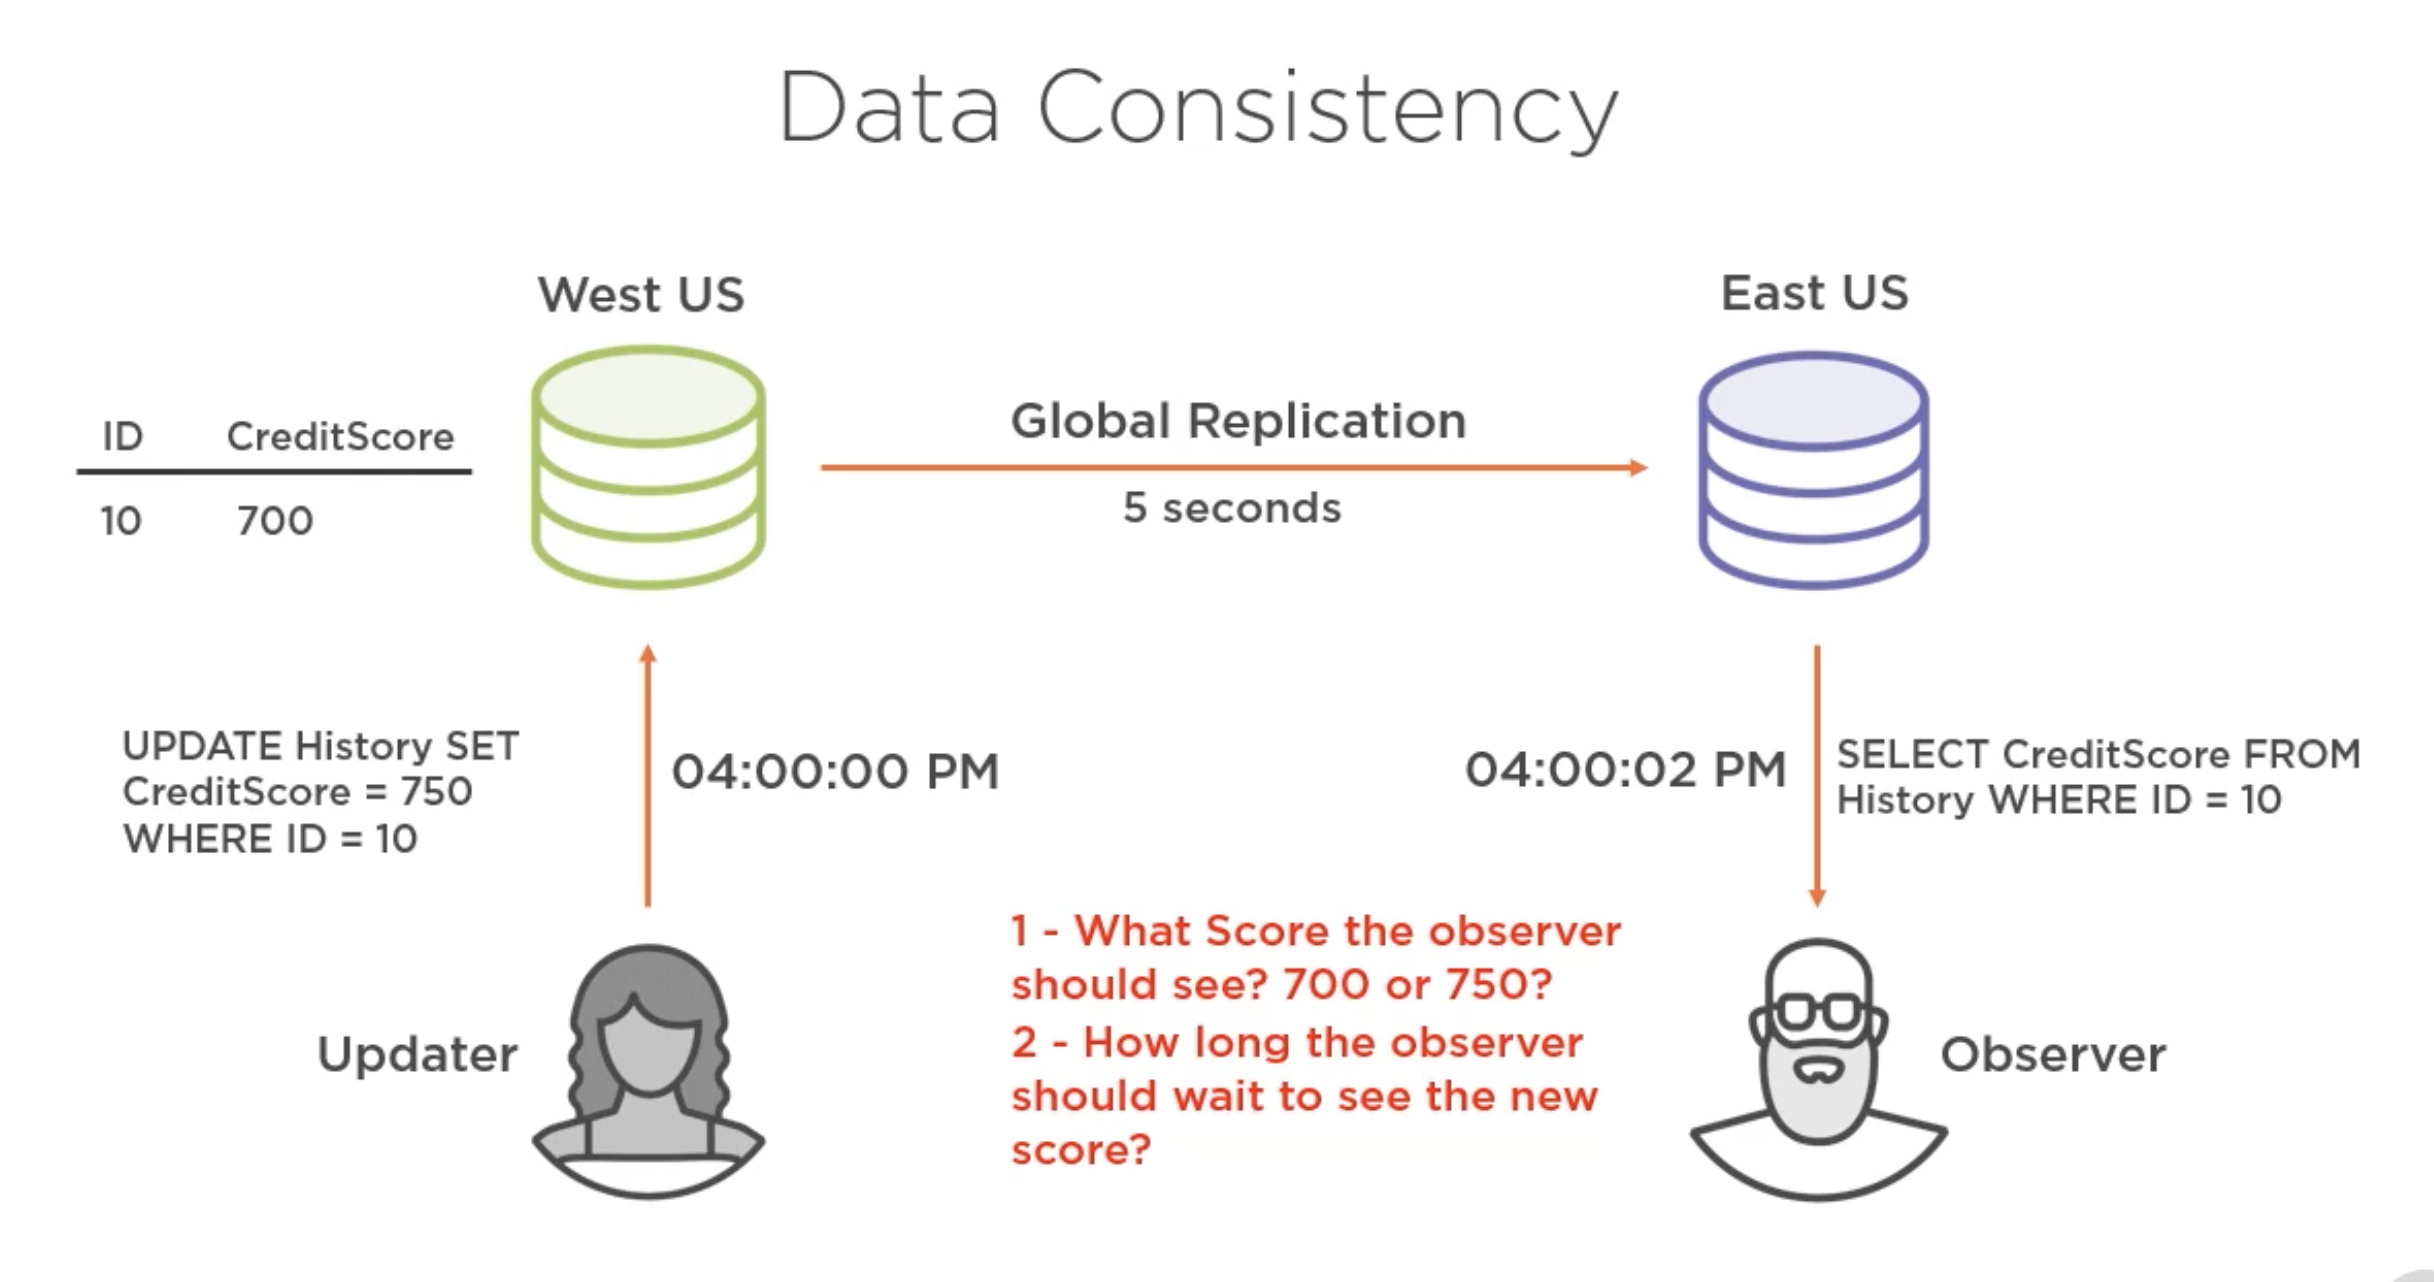 Data Consistency
West US
East US
ID CreditScore
10 700
Global Replication
5 seconds
UPDATE History SET
CreditScore = 750
WHERE ID = 10
04:00:00 PM
04:00:02 PM
SELECT CreditScore FROM
History WHERE ID = 10
1 - What Score the observer
should see? 700 or 750?
2 - How long the observer
should wait to see the new
score?
Updater
Observer